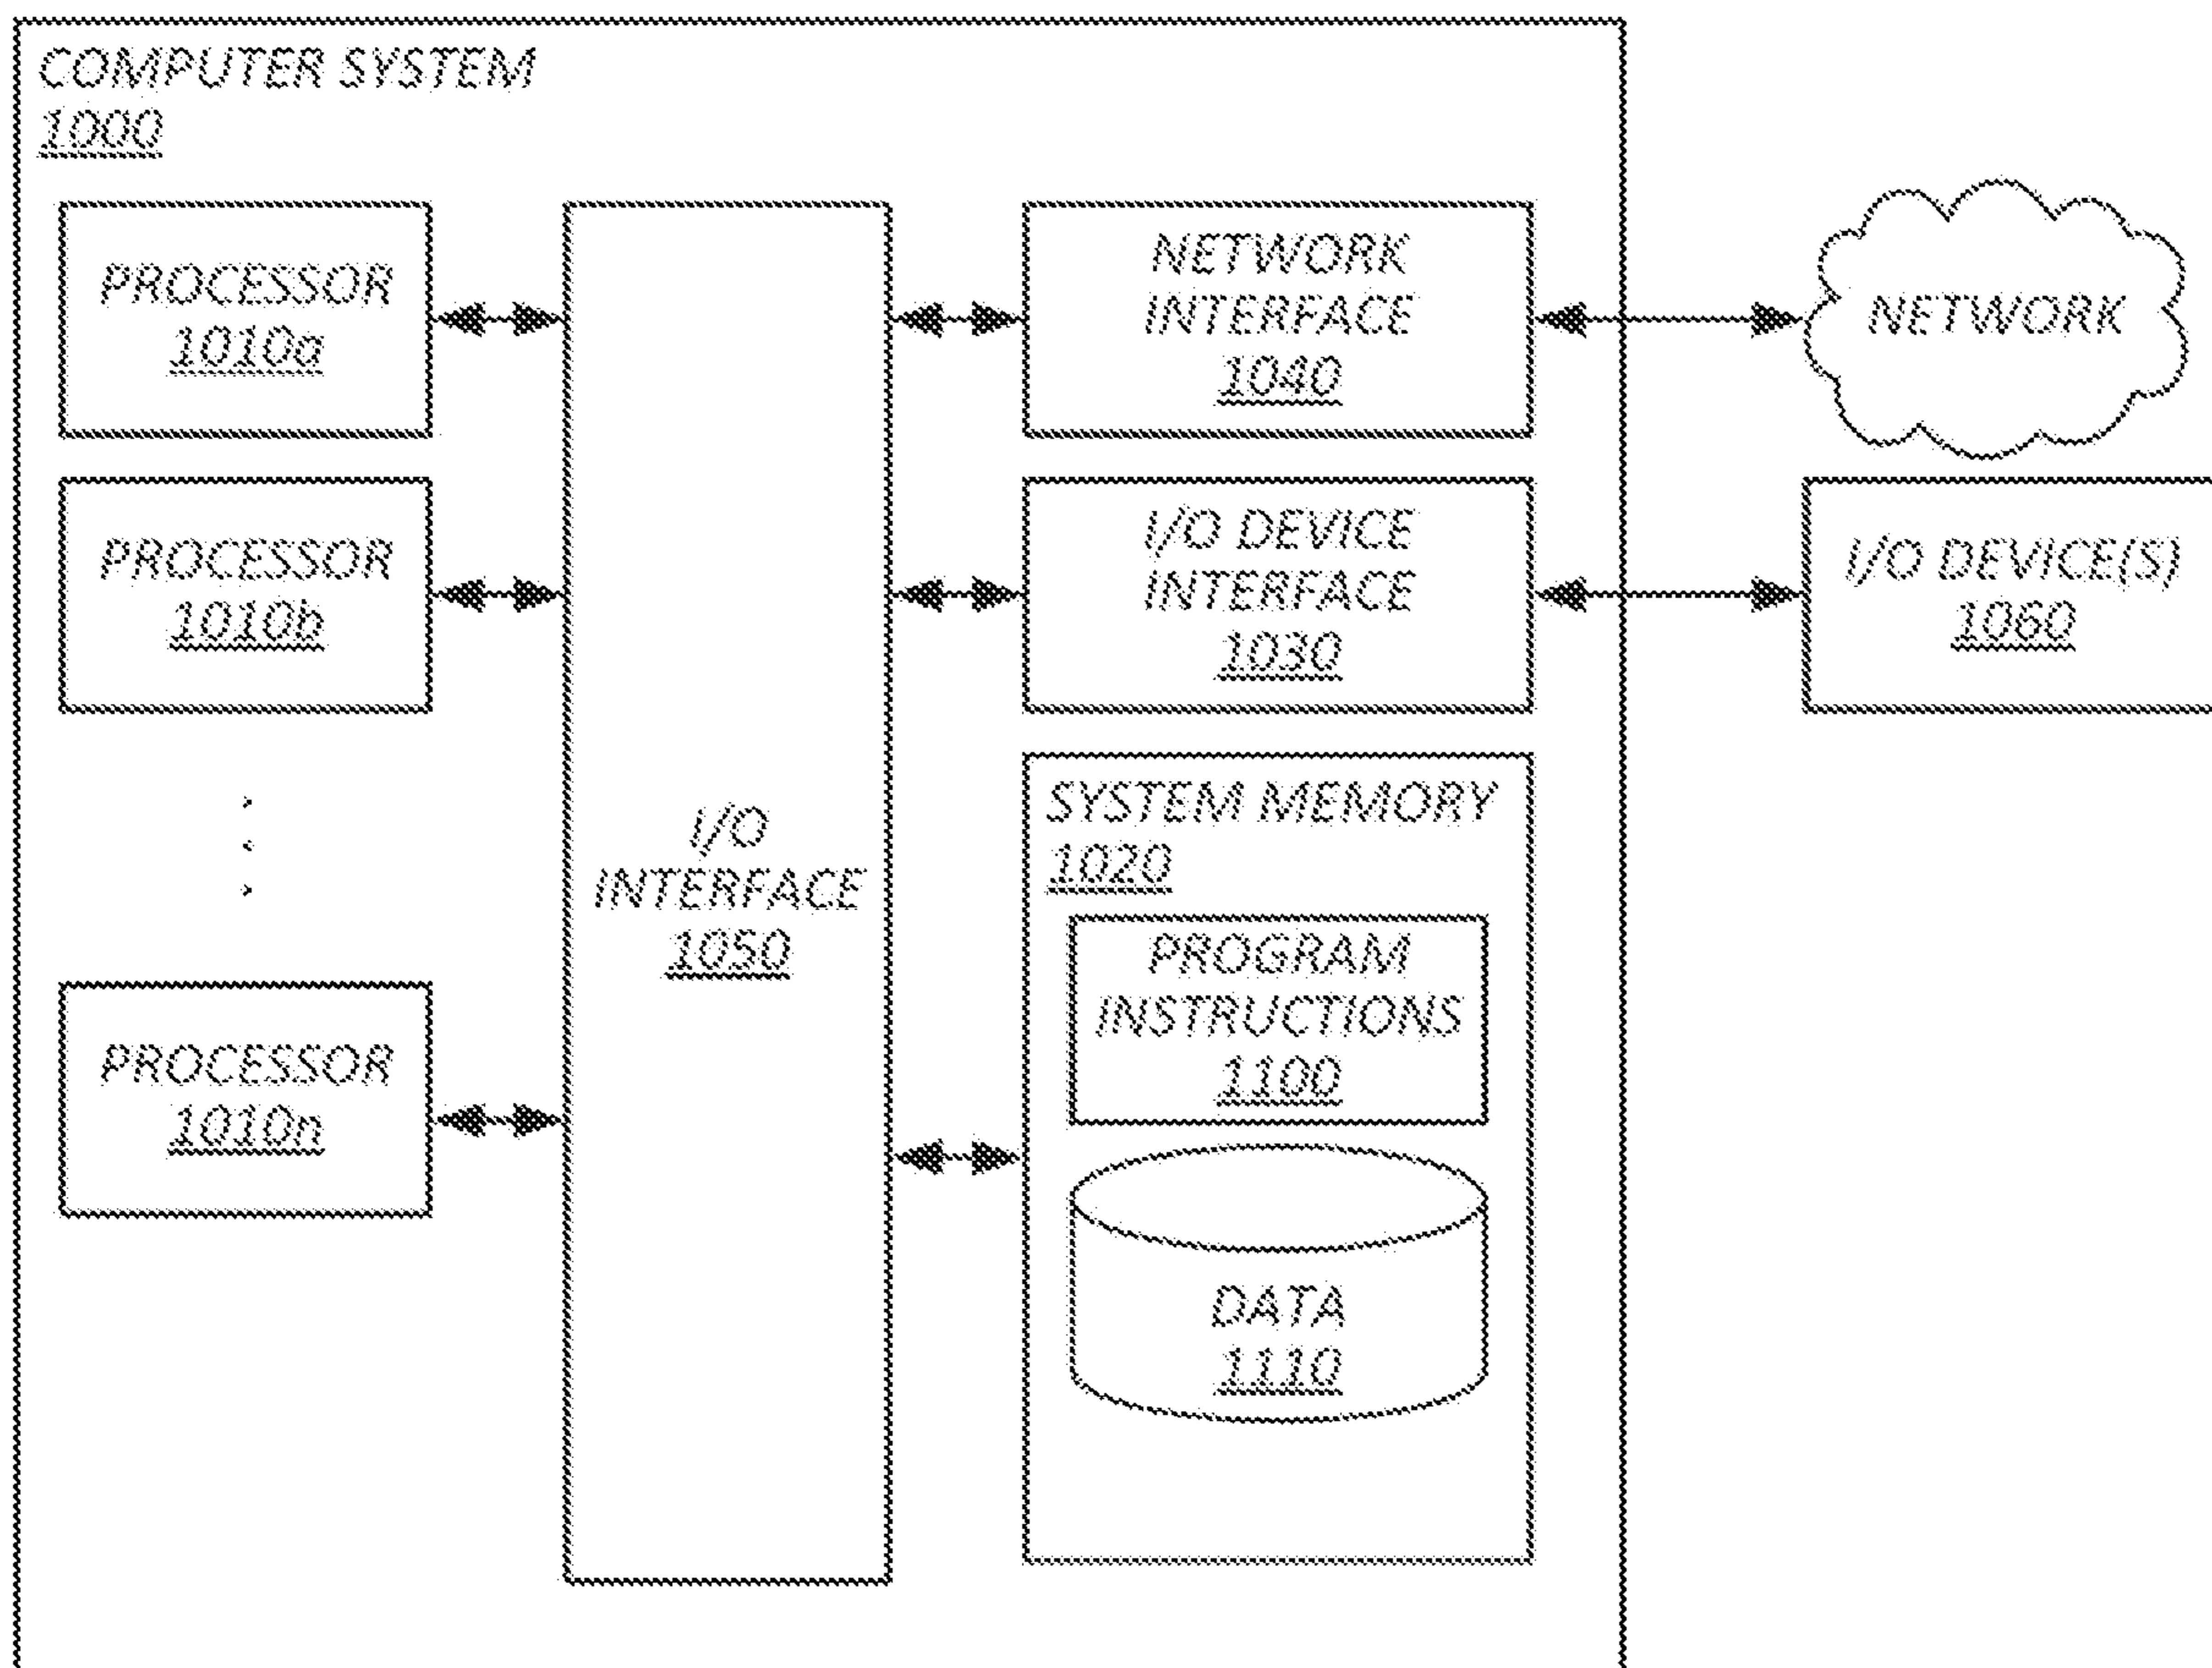 COMPUTER SYSTEM
1000
PROCESSOR
1010a
PROCESSOR
1010b
PROCESSOR
1010n
I/O
INTERFACE
1050
NETWORK
INTERFACE
1040
I/O DEVICE
INTERFACE
1030
SYSTEM MEMORY
1020
PROGRAM
INSTRUCTIONS
1100
DATA
1110
NETWORK
I/O DEVICE(S)
1060